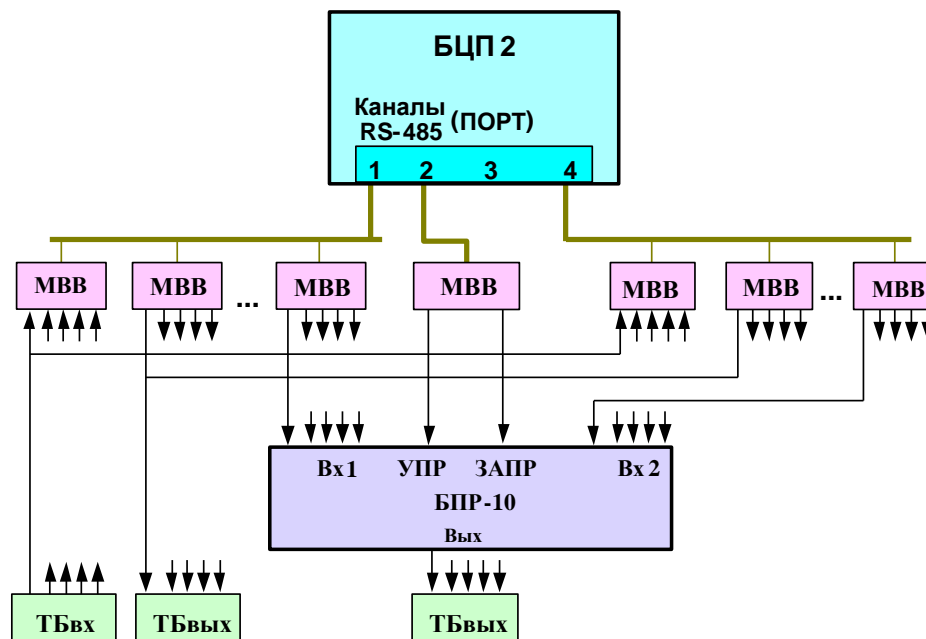 БЦП 2
Каналы
RS-485 (ПОРТ)
1 2 3 4
МВВ МВВ ... МВВ МВВ МВВ МВВ ... МВВ
Вх 1 УПР ЗАПР Вх 2
БПР-10
Вых
ТБвх ТБвых ТБвых